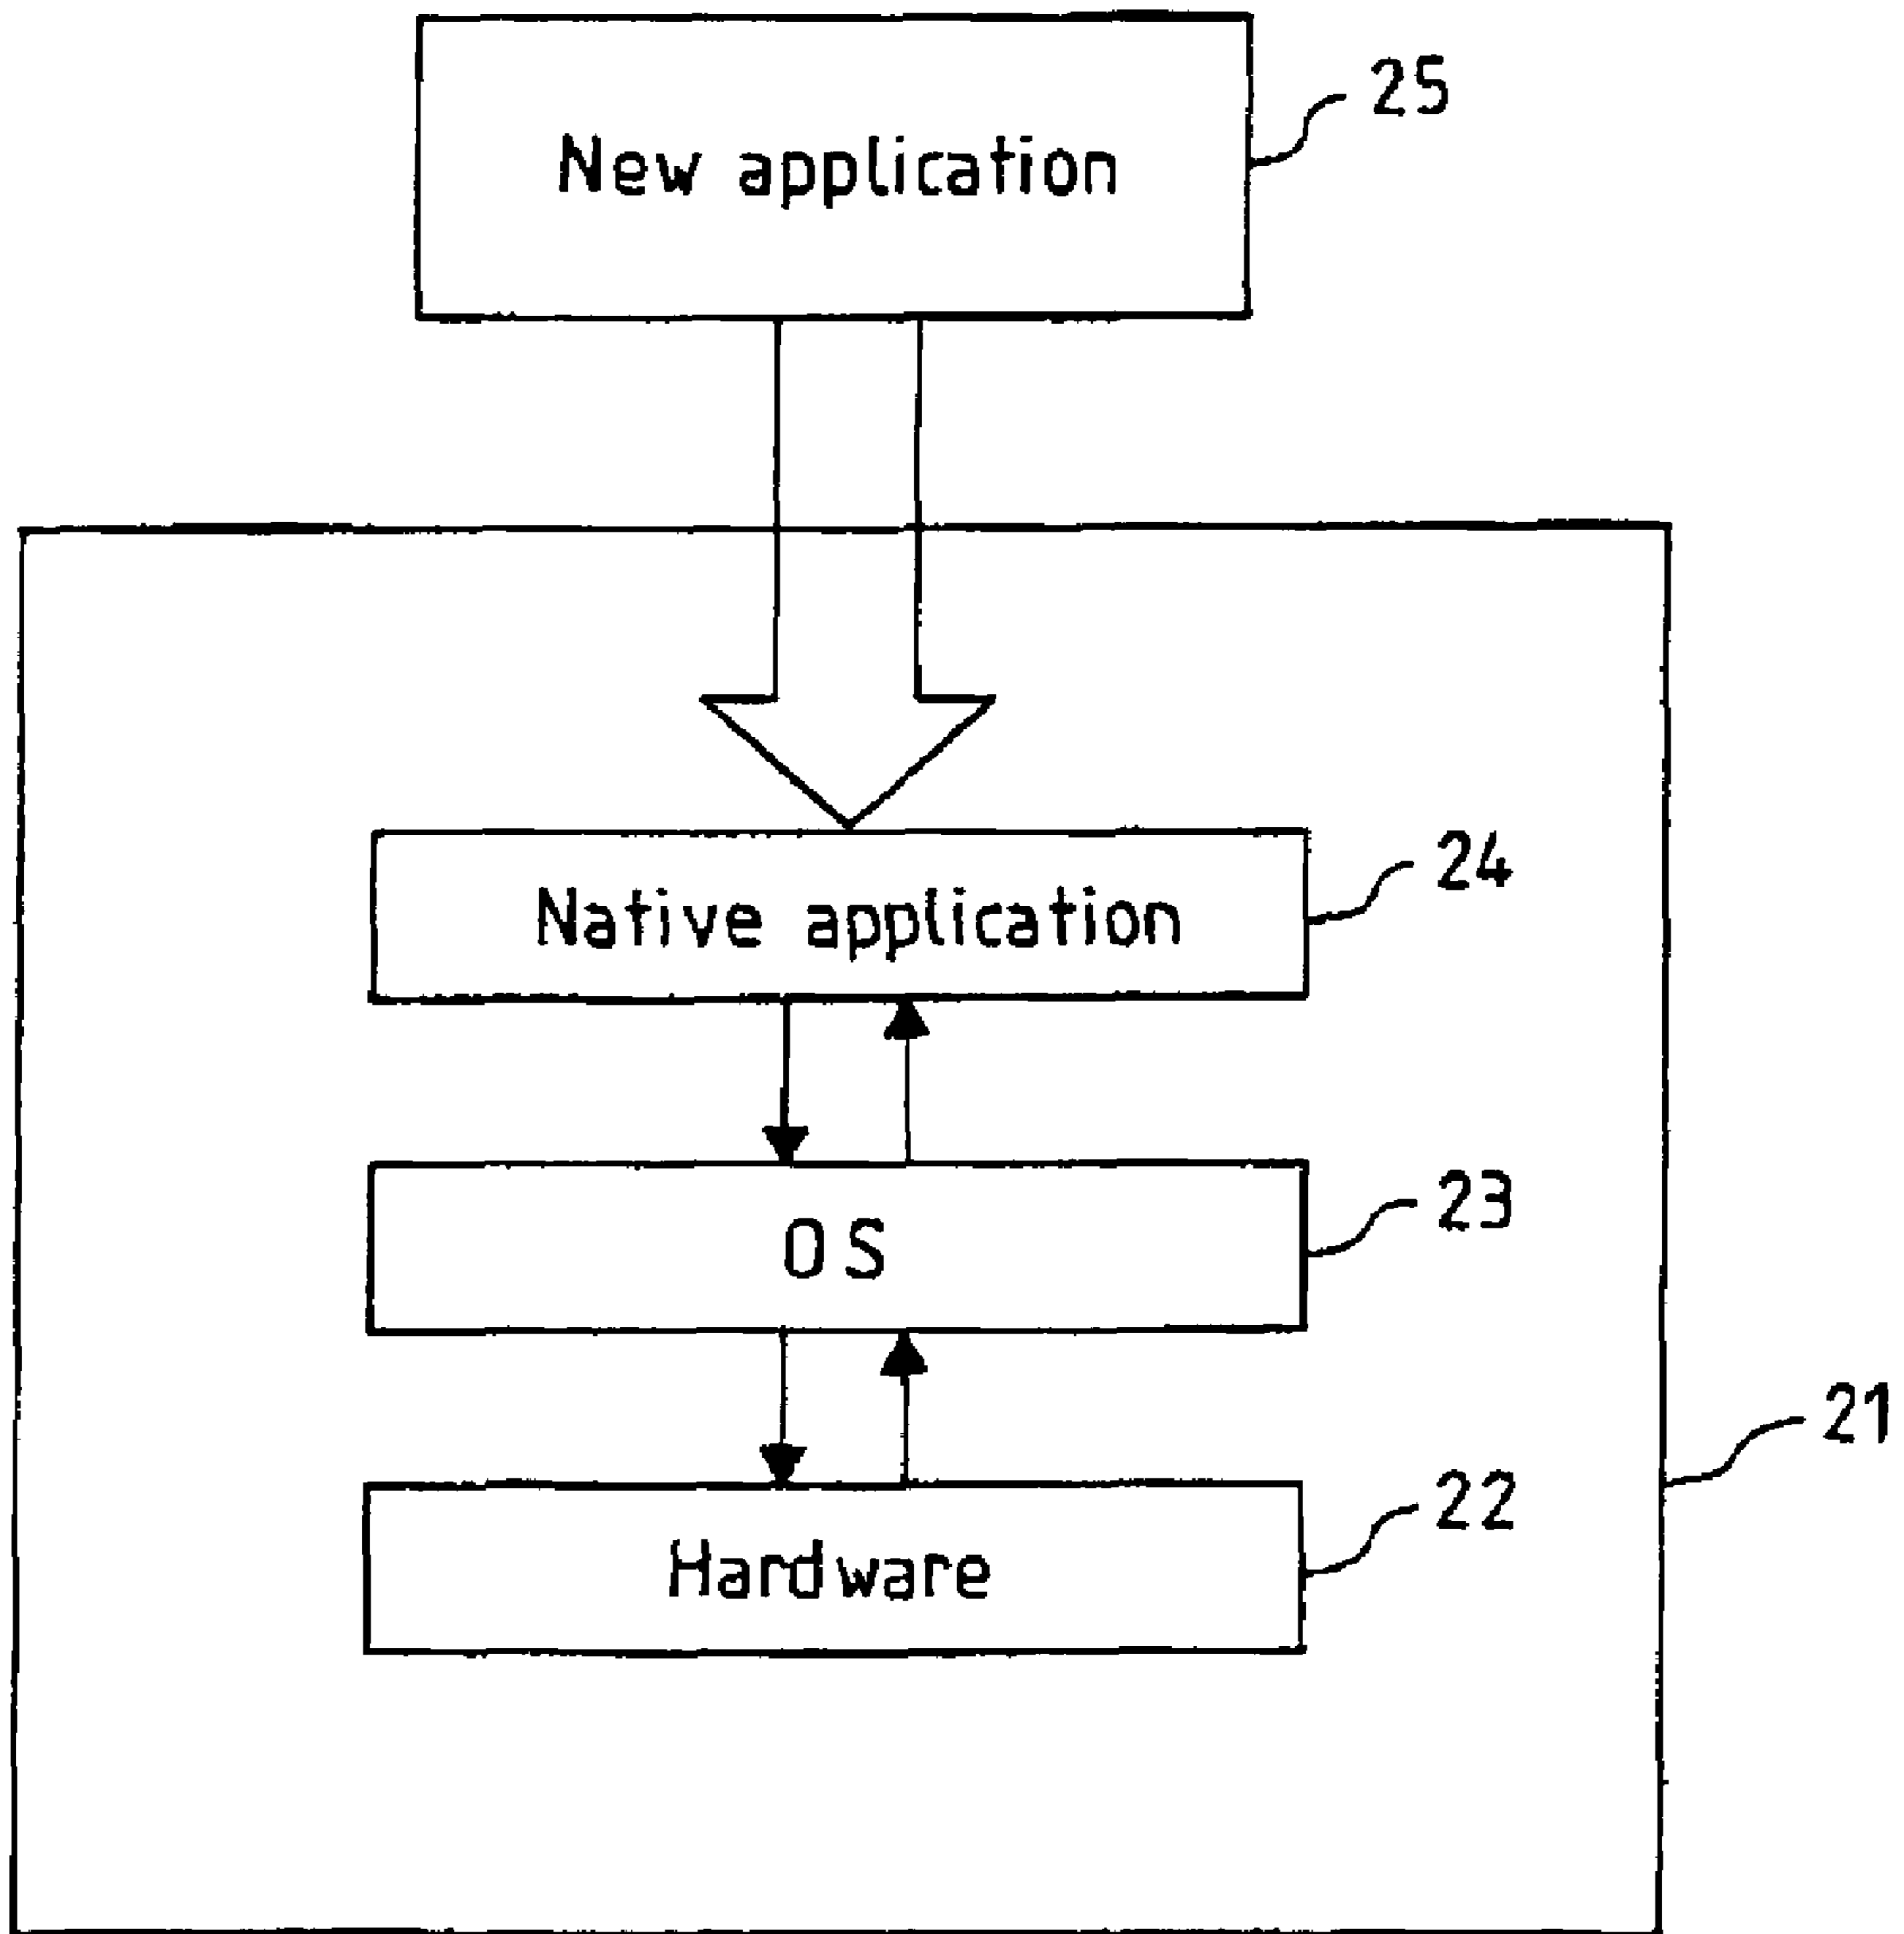 New application
25
Native application
24
OS
23
21
Hardware
22